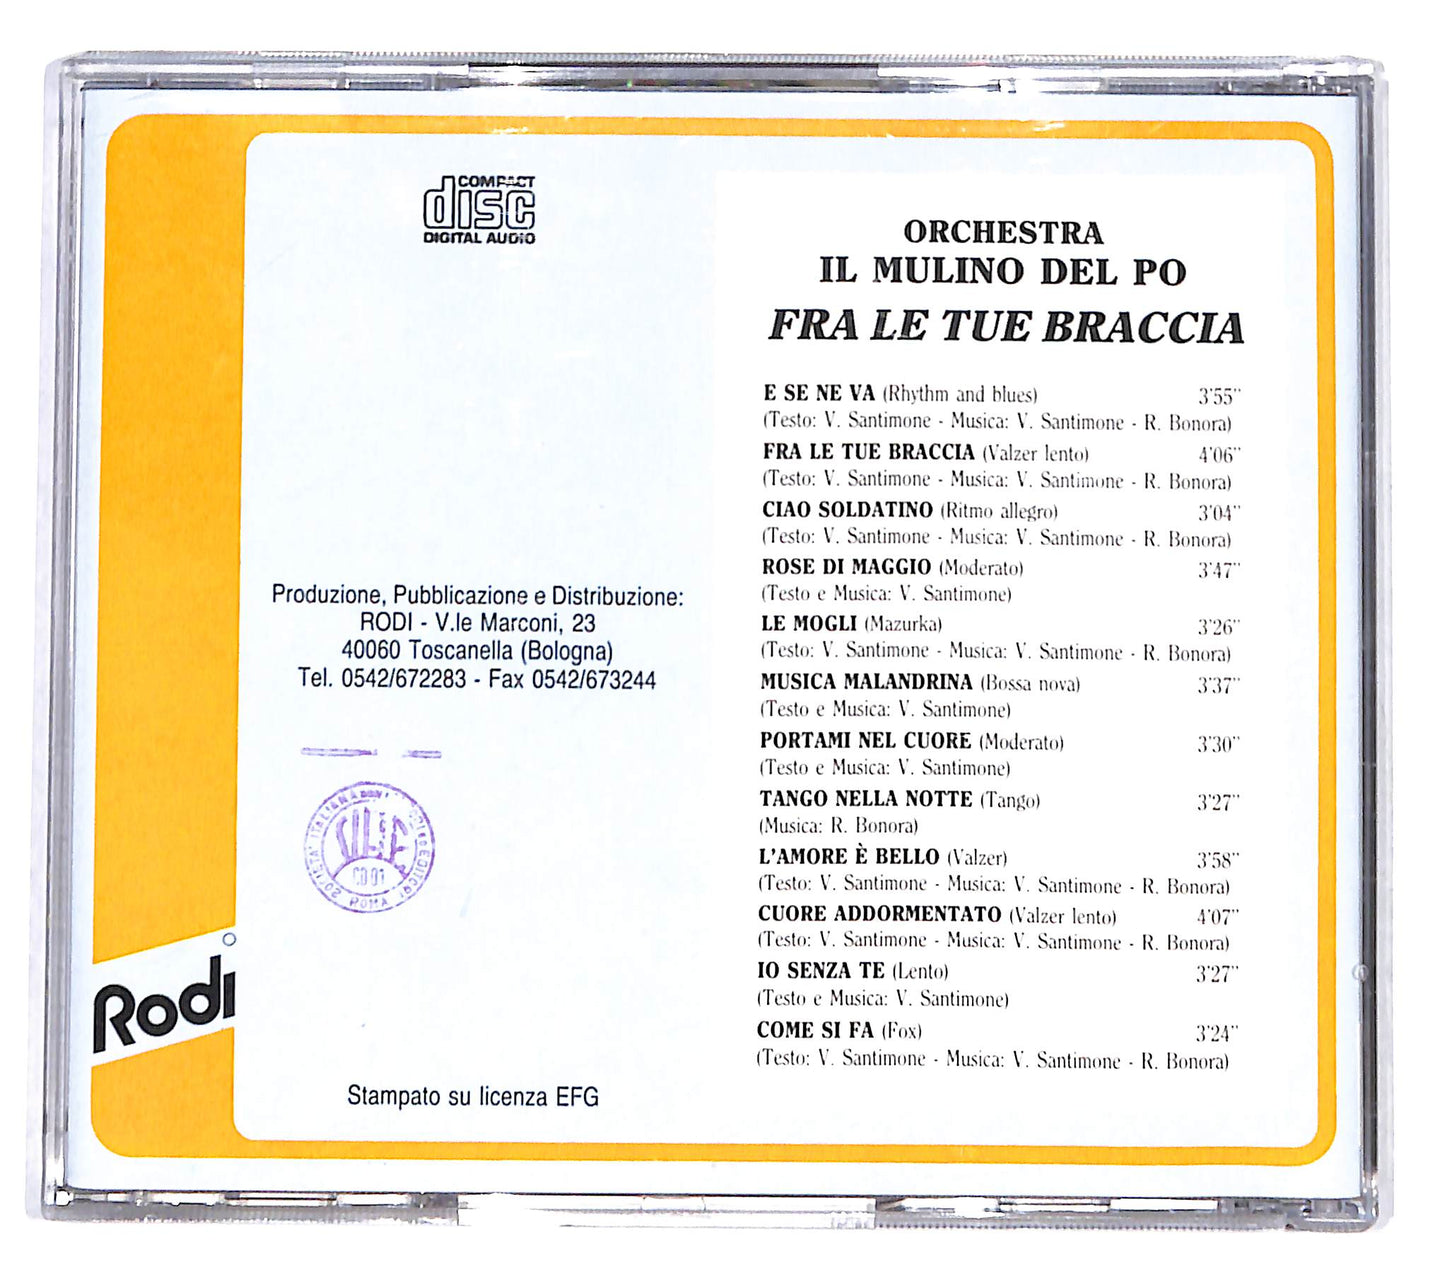 COMPACT
disc
DIGITAL AUDIO
ORCHESTRA
IL MULINO DEL PO
FRA LE TUE BRACCIA
E SE NE VA (Rhythm and blues) 3'55"
(Testo: V. Santimone - Musica: V. Santimone - R. Bonora)
FRA LE TUE BRACCIA (Valzer lento) 4'06"
(Testo: V. Santimone - Musica: V. Santimone - R. Bonora)
CIAO SOLDATINO (Ritmo allegro) 3'04"
(Testo: V. Santimone - Musica: V. Santimone - R. Bonora)
ROSE DI MAGGIO (Moderato) 3'47"
(Testo e Musica: V. Santimone)
LE MOGLI (Mazurka) 3'26"
(Testo: V. Santimone - Musica: V. Santimone - R. Bonora)
MUSICA MALANDRINA (Bossa nova) 3'37"
(Testo e Musica: V. Santimone)
PORTAMI NEL CUORE (Moderato) 3'30"
(Testo e Musica: V. Santimone)
TANGO NELLA NOTTE (Tango) 3'27"
(Musica: R. Bonora)
L'AMORE È BELLO (Valzer) 3'58"
(Testo: V. Santimone - Musica: V. Santimone - R. Bonora)
CUORE ADDORMENTATO (Valzer lento) 4'07"
(Testo: V. Santimone - Musica: V. Santimone - R. Bonora)
IO SENZA TE (Lento) 3'27"
(Testo e Musica: V. Santimone)
COME SI FA (Fox) 3'24"
(Testo: V. Santimone - Musica: V. Santimone - R. Bonora)
Produzione, Pubblicazione e Distribuzione:
RODI - V.le Marconi, 23
40060 Toscanella (Bologna)
Tel. 0542/672283 - Fax 0542/673244
ITALIANA
CD 01
ROMA
Rodi
Stampato su licenza EFG